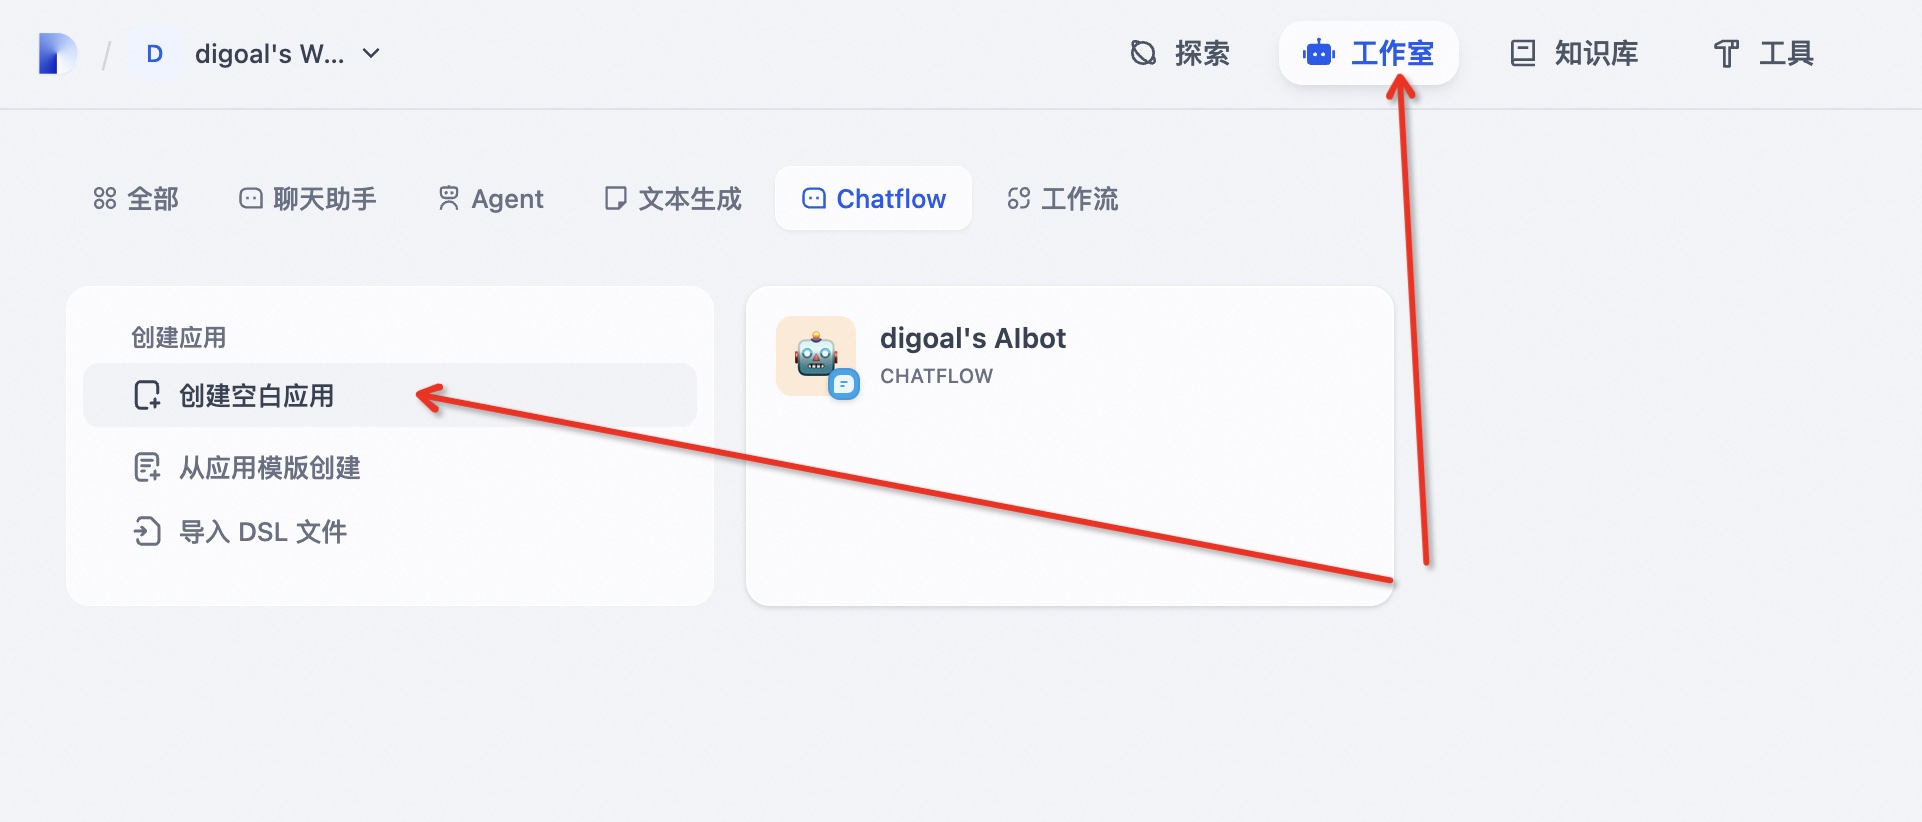 / D digoal's W... 探索 工作室 知识库 工具
全部 聊天助手 Agent 文本生成 Chatflow 工作流
创建应用
创建空白应用
从应用模版创建
导入 DSL 文件
digoal's AIbot
CHATFLOW